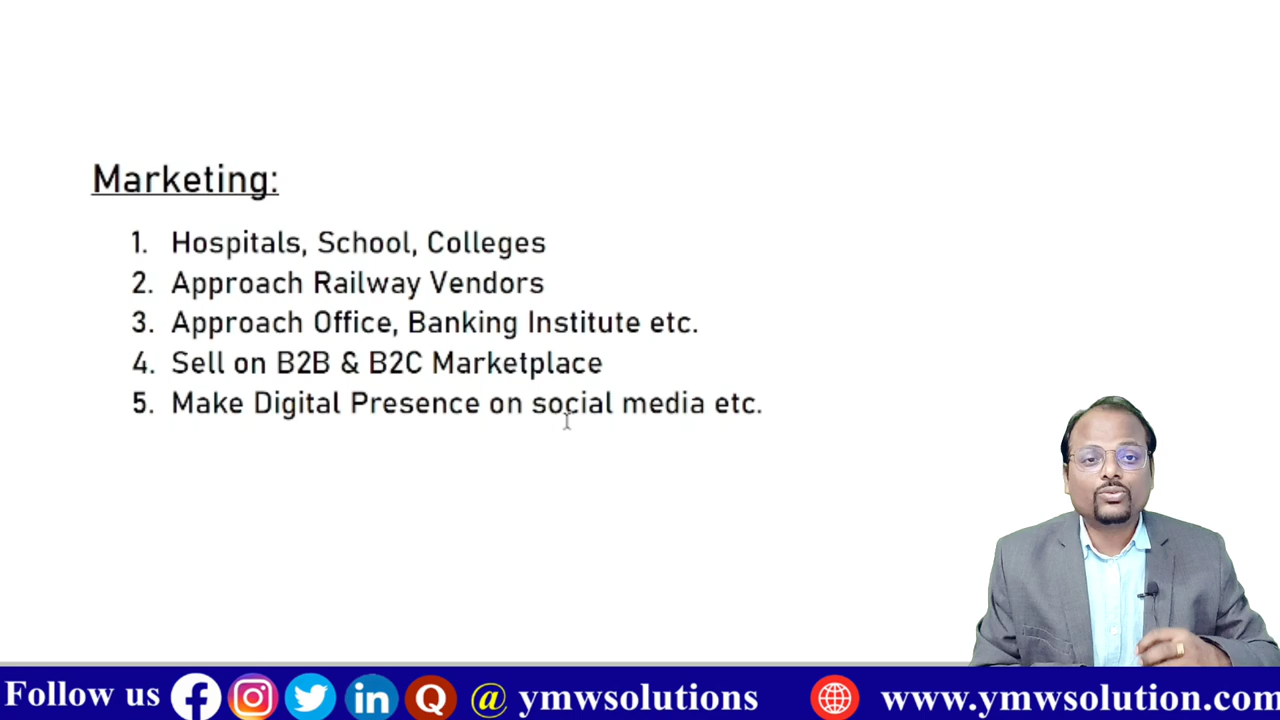 Marketing:
1. Hospitals, School, Colleges
2. Approach Railway Vendors
3. Approach Office, Banking Institute etc.
4. Sell on B2B & B2C Marketplace
5. Make Digital Presence on social media etc.
Follow us @ ymwsolutions www.ymwsolution.com